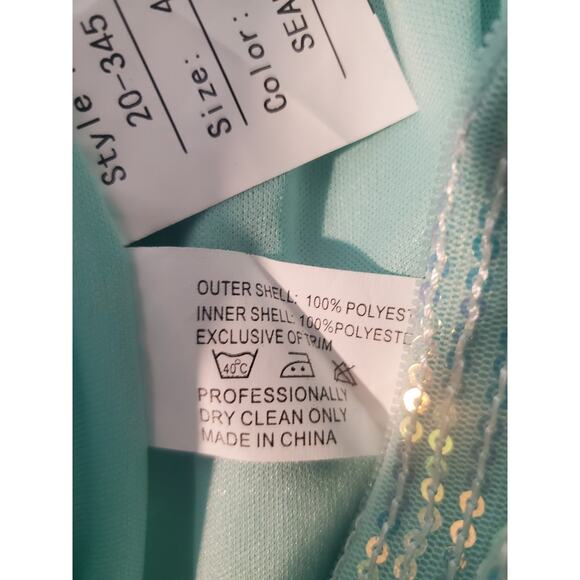 Style
20-345
Size: 4
Color:
SEA
OUTER SHELL: 100% POLYEST
INNER SHELL: 100%POLYESTE
EXCLUSIVE OF TRIM
40°C
PROFESSIONALLY
DRY CLEAN ONLY
MADE IN CHINA